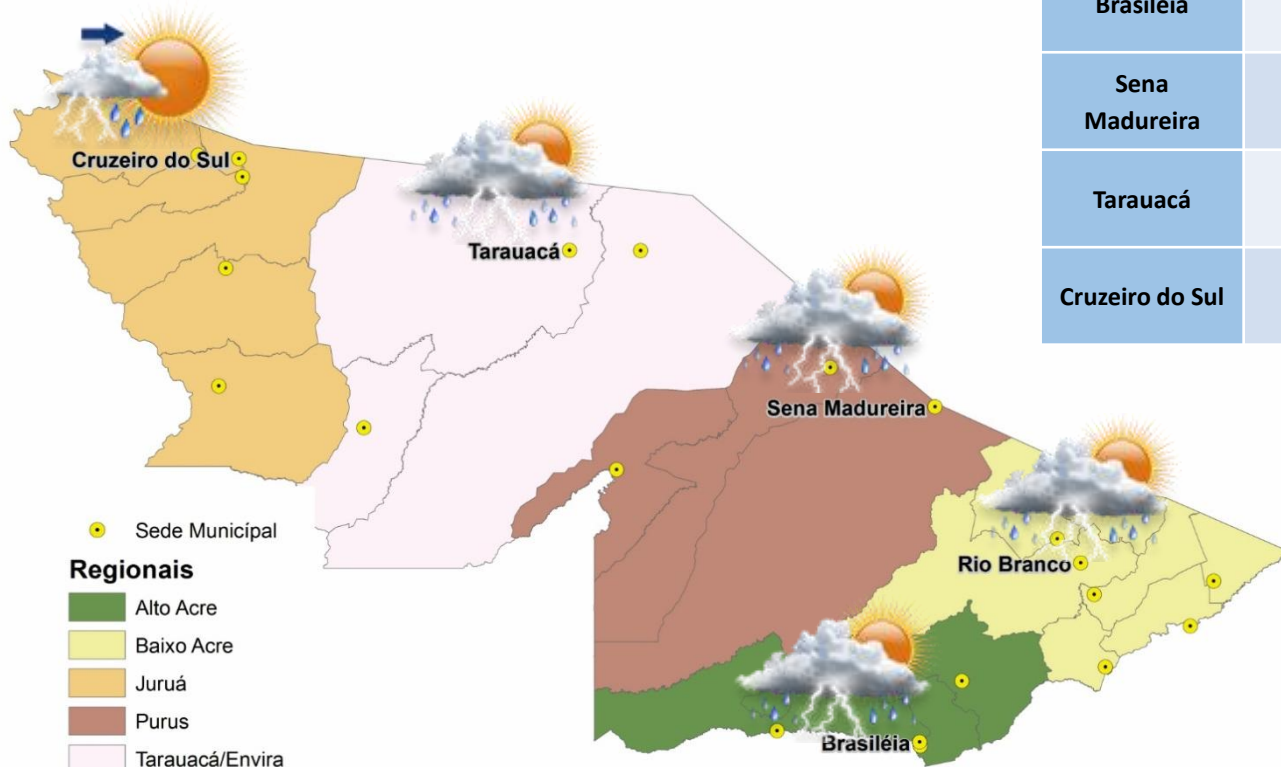 Brasiléia
Sena
Madureira
Tarauacá
Cruzeiro do Sul
Cruzeiro do Sul
Tarauacá
Sena Madureira
Rio Branco
Brasiléia
Sede Municípal
Regionais
Alto Acre
Baixo Acre
Juruá
Purus
Tarauacá/Envira